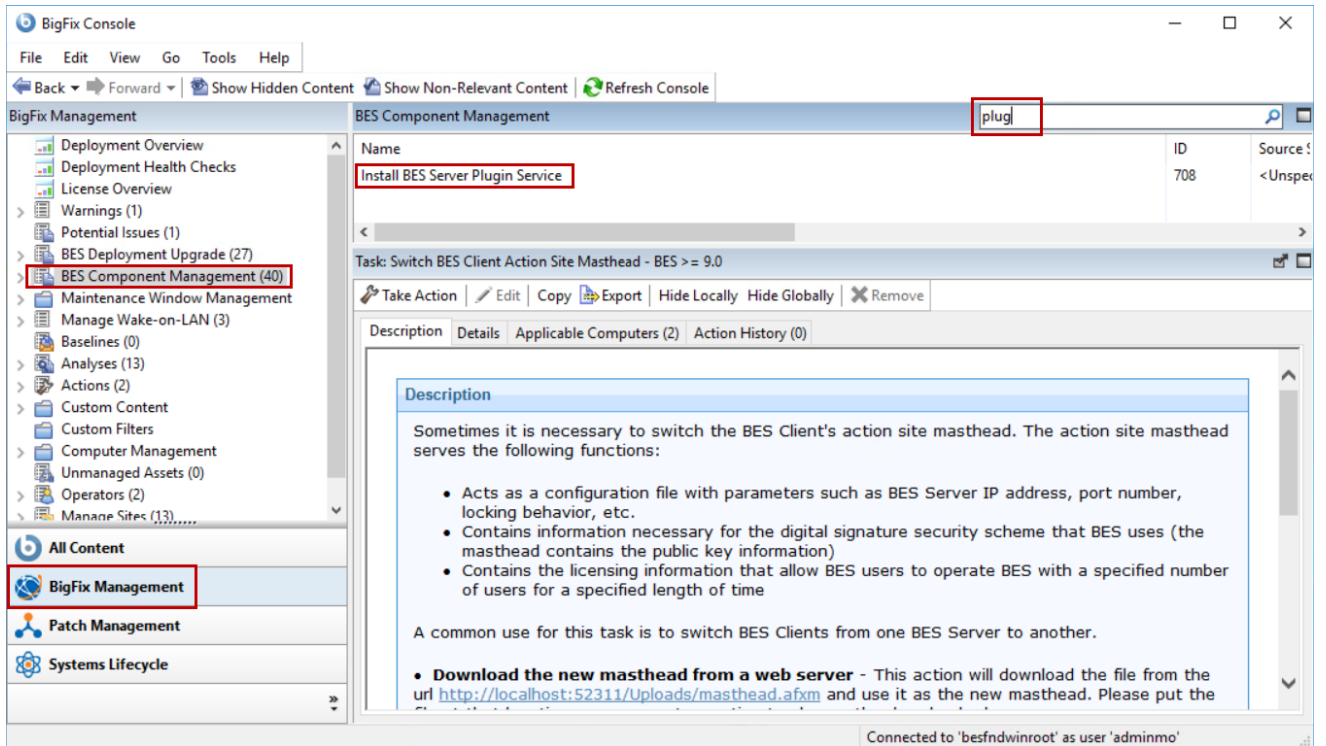 BigFix Console
File Edit View Go Tools Help
Back Forward Show Hidden Content Show Non-Relevant Content Refresh Console
BigFix Management
Deployment Overview
Deployment Health Checks
License Overview
Warnings (1)
Potential Issues (1)
BES Deployment Upgrade (27)
BES Component Management (40)
Maintenance Window Management
Manage Wake-on-LAN (3)
Baselines (0)
Analyses (13)
Actions (2)
Custom Content
Custom Filters
Computer Management
Unmanaged Assets (0)
Operators (2)
Manage Sites (13)
All Content
BigFix Management
Patch Management
Systems Lifecycle
BES Component Management plug
Name ID Source S
Install BES Server Plugin Service 708 <Unspe
Task: Switch BES Client Action Site Masthead - BES >= 9.0
Take Action Edit Copy Export Hide Locally Hide Globally Remove
Description Details Applicable Computers (2) Action History (0)
Description
Sometimes it is necessary to switch the BES Client's action site masthead. The action site masthead
serves the following functions:
• Acts as a configuration file with parameters such as BES Server IP address, port number,
locking behavior, etc.
• Contains information necessary for the digital signature security scheme that BES uses (the
masthead contains the public key information)
• Contains the licensing information that allow BES users to operate BES with a specified number
of users for a specified length of time
A common use for this task is to switch BES Clients from one BES Server to another.
• Download the new masthead from a web server - This action will download the file from the
url http://localhost:52311/Uploads/masthead.afxm and use it as the new masthead. Please put the
Connected to 'besfndwinroot' as user 'adminmo'